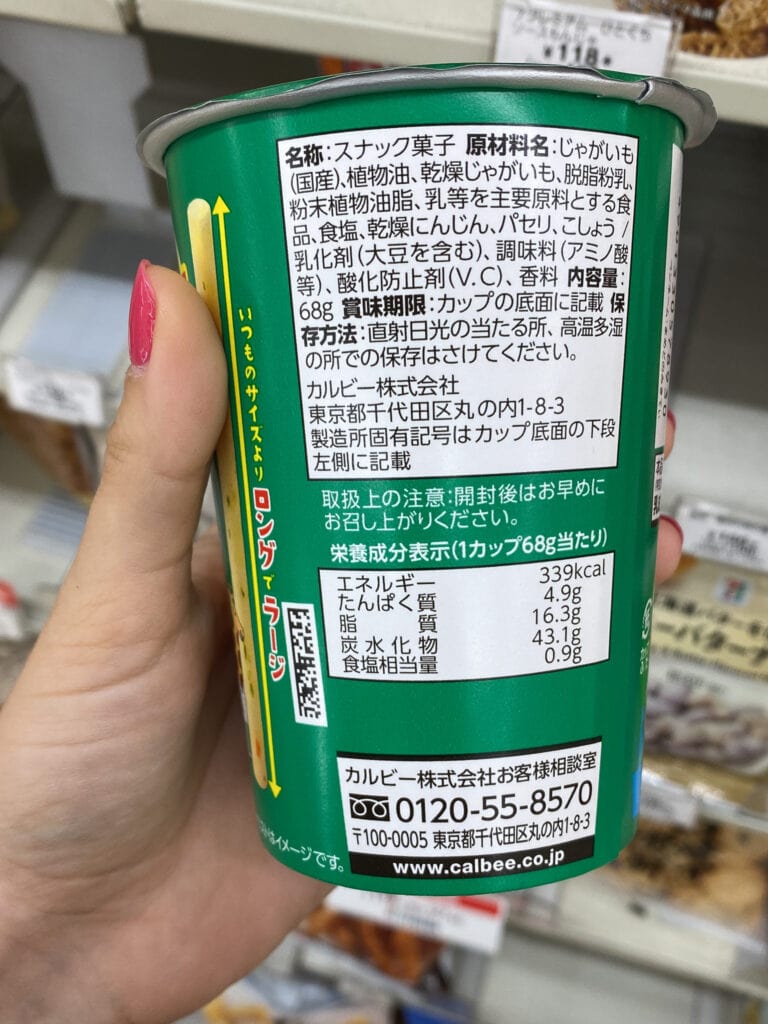 ¥118
いつものサイズより ロングでラージ
名称:スナック菓子 原材料名:じゃがいも
(国産)、植物油、乾燥じゃがいも、脱脂粉乳、
粉末植物油脂、乳等を主要原料とする食
品、食塩、乾燥にんじん、パセリ、こしょう /
乳化剤(大豆を含む)、調味料(アミノ酸
等)、酸化防止剤(V.C)、香料 内容量:
68g 賞味期限:カップの底面に記載 保
存方法:直射日光の当たる所、高温多湿
の所での保存はさけてください。
カルビー株式会社
東京都千代田区丸の内1-8-3
製造所固有記号はカップ底面の下段
左側に記載
取扱上の注意:開封後はお早めに
お召し上がりください。
栄養成分表示(1カップ68g当たり)
エネルギー 339kcal
たんぱく質 4.9g
脂質 16.3g
炭水化物 43.1g
食塩相当量 0.9g
カルビー株式会社お客様相談室
0120-55-8570
〒100-0005 東京都千代田区丸の内1-8-3
www.calbee.co.jp
はイメージです。